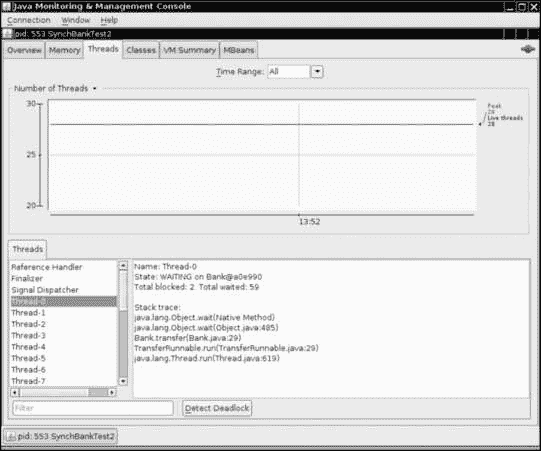 Java Monitoring & Management Console
Connection Window Help
pid: 553 SynchBankTest2
Overview Memory Threads Classes VM Summary MBeans
Time Range: All
Number of Threads
30
Peak
28
Live threads
28
25
20
13:52
Threads
Reference Handler
Finalizer
Signal Dispatcher
Thread-0
Thread-1
Thread-2
Thread-3
Thread-4
Thread-5
Thread-6
Thread-7
Name: Thread-0
State: WAITING on Bank@a0e990
Total blocked: 2 Total waited: 59
Stack trace:
java.lang.Object.wait(Native Method)
java.lang.Object.wait(Object.java:485)
Bank.transfer(Bank.java:29)
TransferRunnable.run(TransferRunnable.java:29)
java.lang.Thread.run(Thread.java:619)
Filter
Detect Deadlock
pid: 553 SynchBankTest2